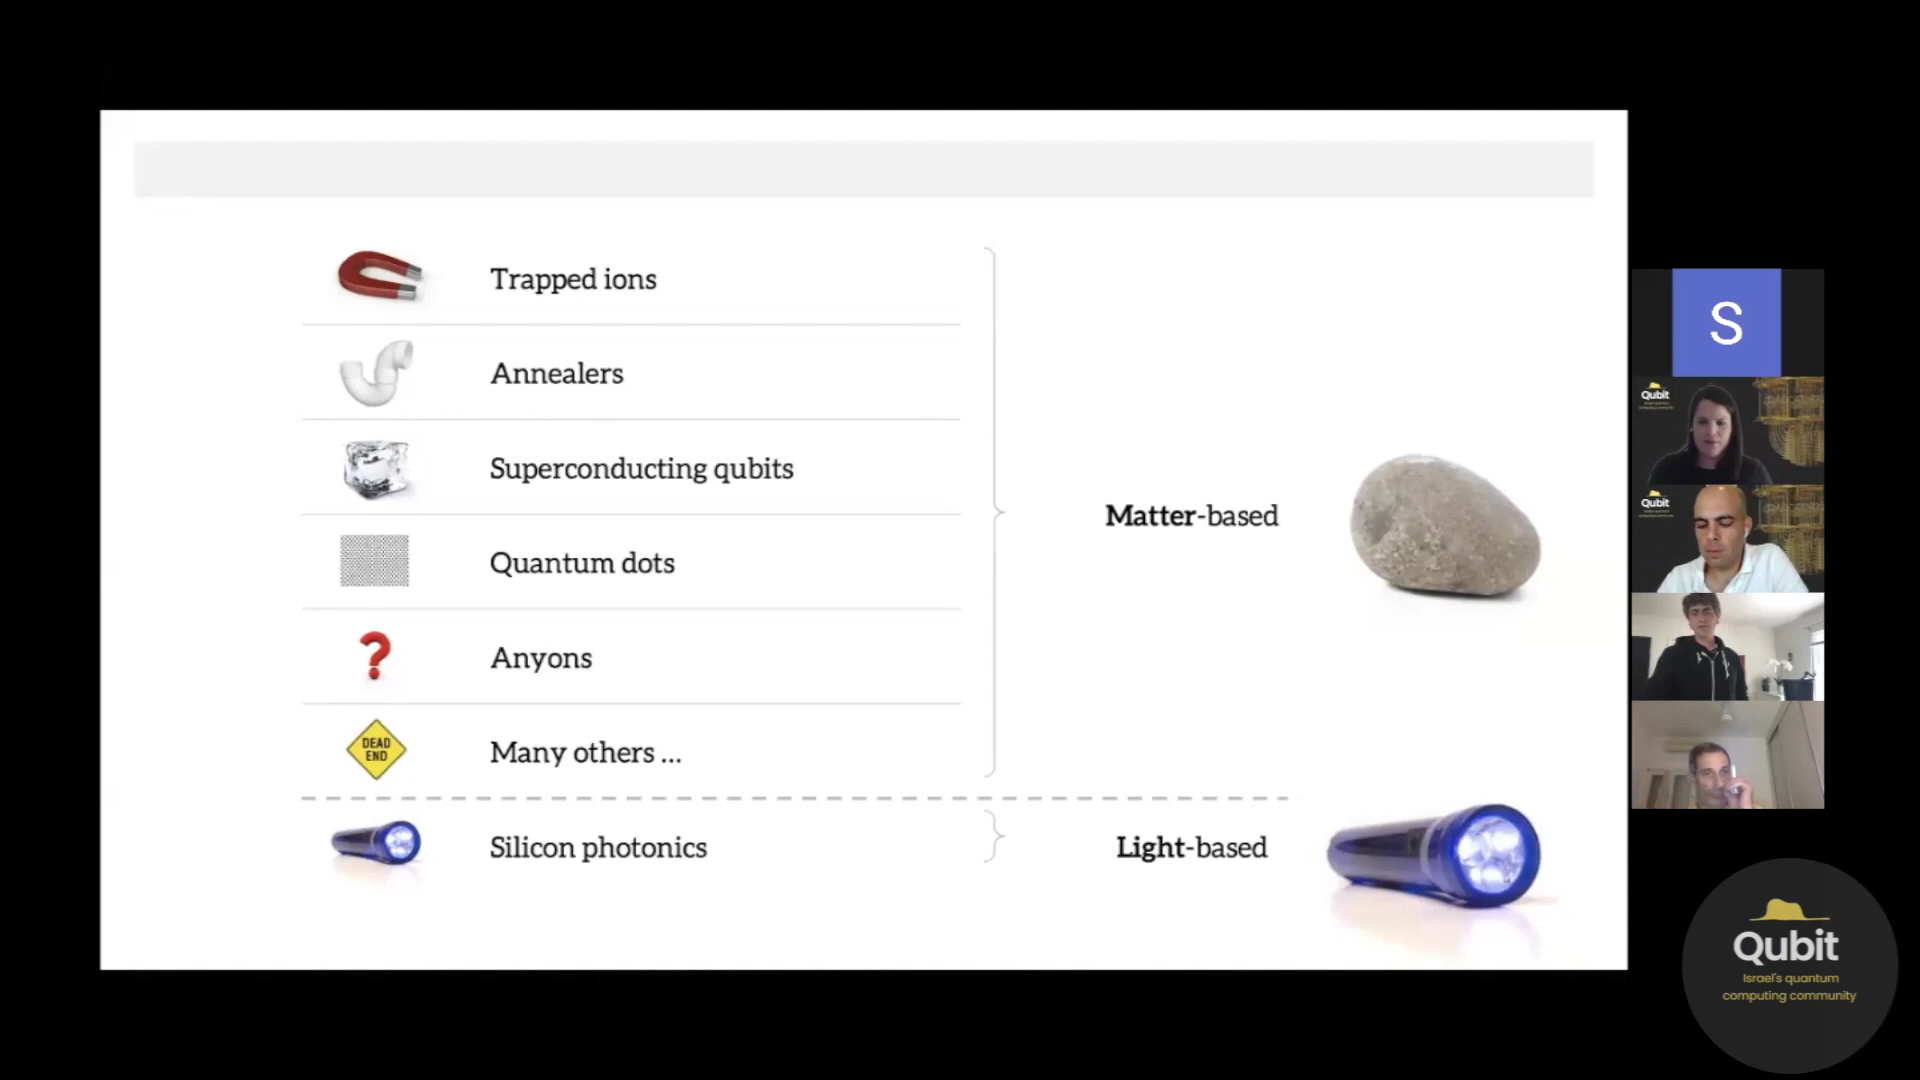 Trapped ions
Annealers
Superconducting qubits
Quantum dots
Anyons
DEAD
END
Many others ...
Silicon photonics
Matter-based
Light-based
S
Qubit
Qubit
Qubit
Israel's quantum
computing community